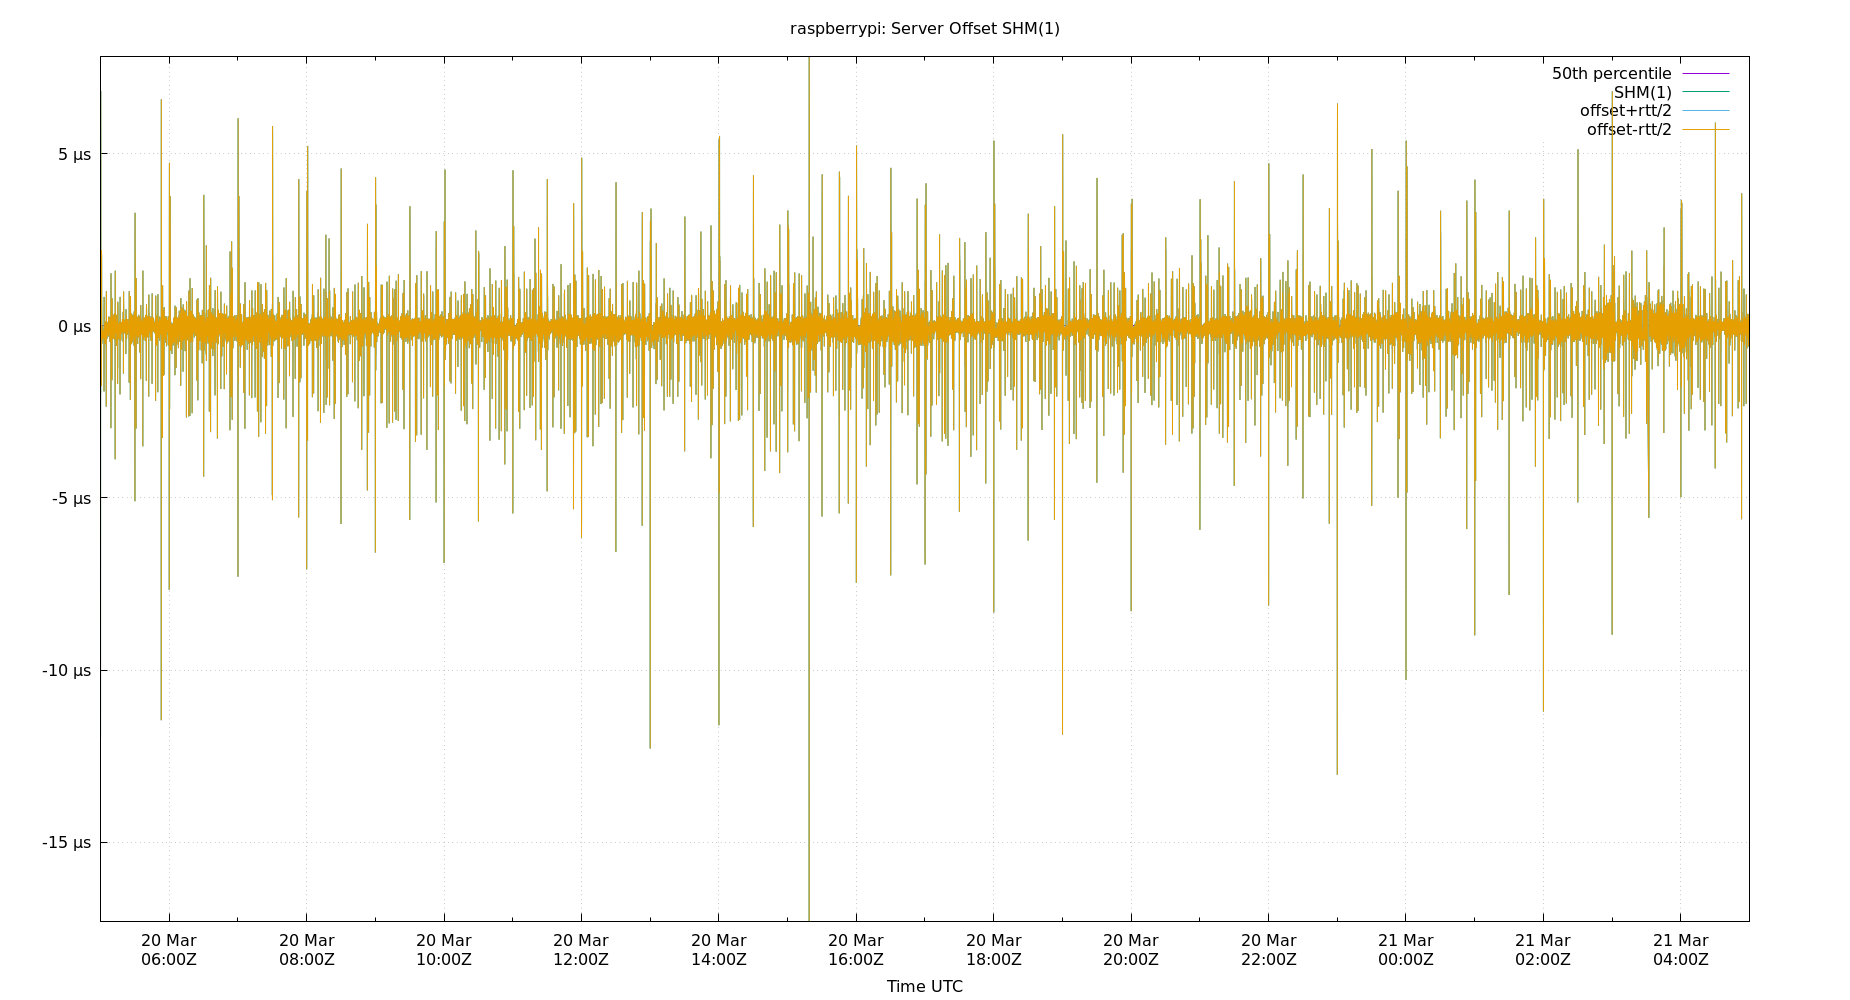 raspberrypi: Server Offset SHM(1)
50th percentile
SHM(1)
offset+rtt/2
offset-rtt/2
5 µs
0 µs
-5 µs
-10 µs
-15 µs
20 Mar 20 Mar 20 Mar 20 Mar 20 Mar 20 Mar 20 Mar 20 Mar 20 Mar 21 Mar 21 Mar 21 Mar
06:00Z 08:00Z 10:00Z 12:00Z 14:00Z 16:00Z 18:00Z 20:00Z 22:00Z 00:00Z 02:00Z 04:00Z
Time UTC